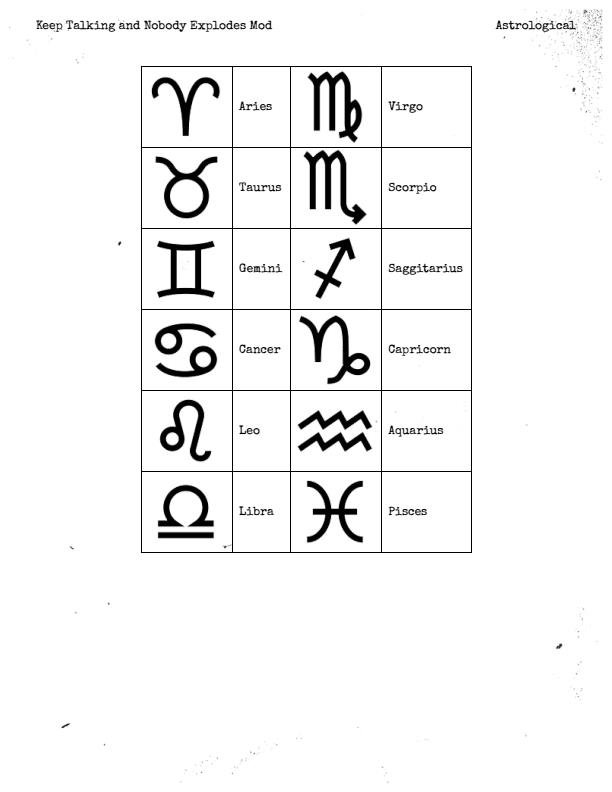 Keep Talking and Nobody Explodes Mod Astrological
Aries Virgo
Taurus Scorpio
Gemini Saggitarius
Cancer Capricorn
Leo Aquarius
Libra Pisces